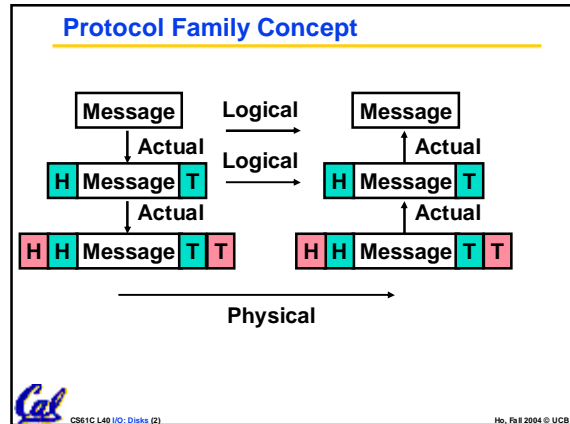 Protocol Family Concept
Message Logical Message
Actual Logical Actual
H Message T H Message T
Actual Actual
H H Message T T H H Message T T
Physical
Cal CS61C L40 I/O: Disks (2) Ho, Fall 2004 © UCB